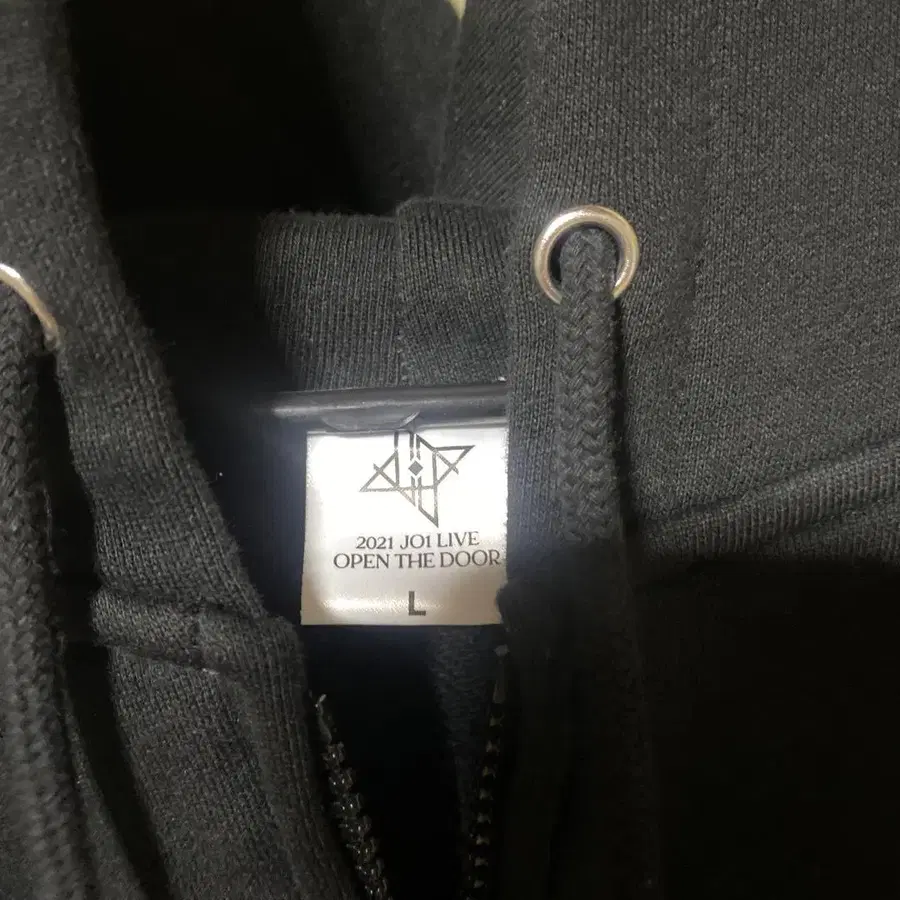 2021 JO1 LIVE
OPEN THE DOOR
L